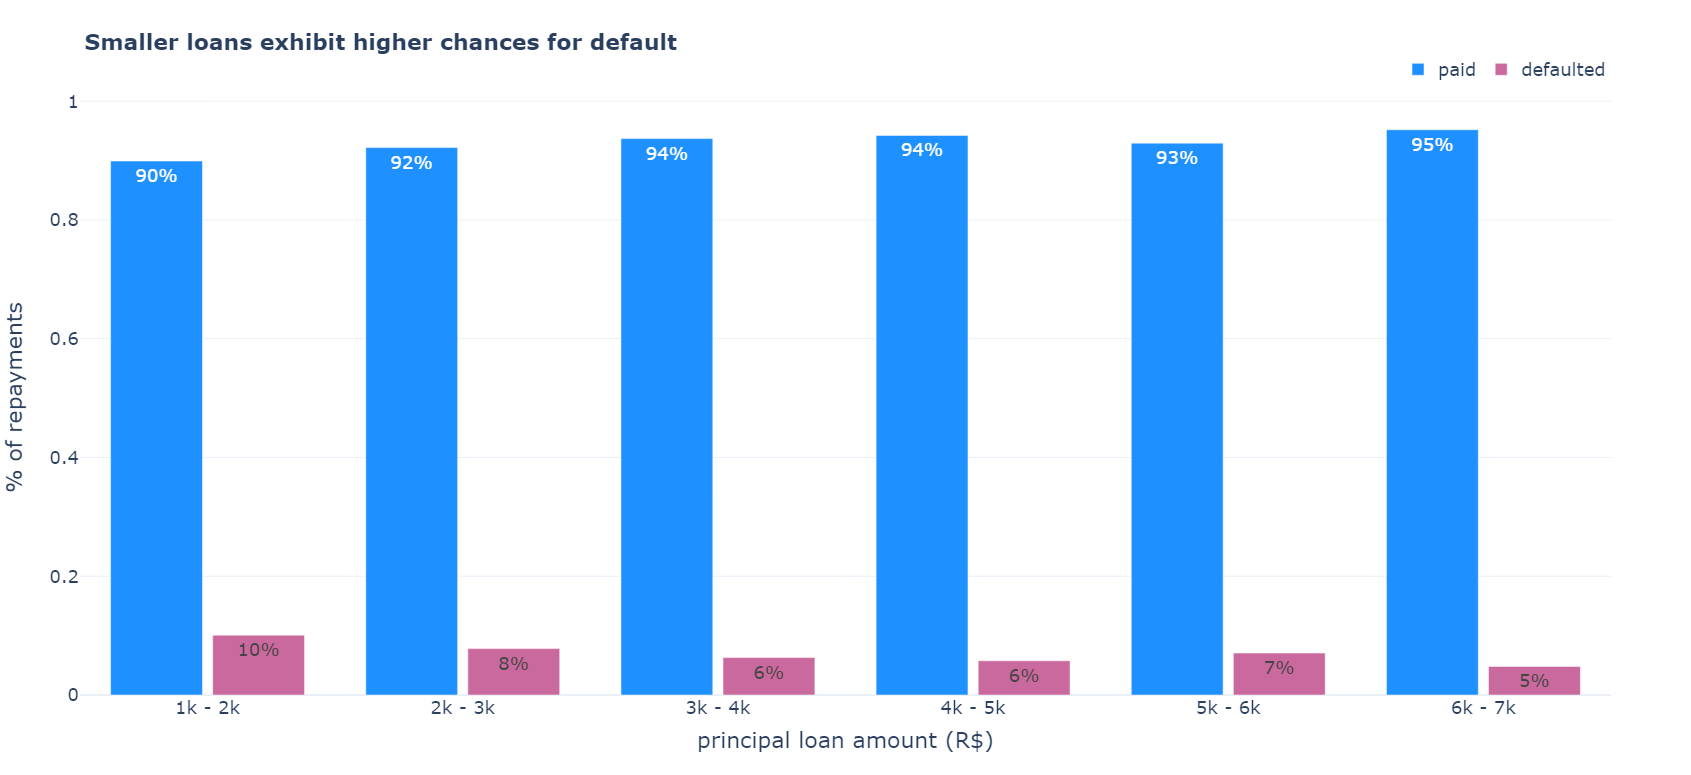 Smaller loans exhibit higher chances for default
paid defaulted
1
0.8
0.6
0.4
0.2
0
% of repayments
90% 92% 94% 94% 93% 95%
10% 8% 6% 6% 7% 5%
1k - 2k 2k - 3k 3k - 4k 4k - 5k 5k - 6k 6k - 7k
principal loan amount (R$)